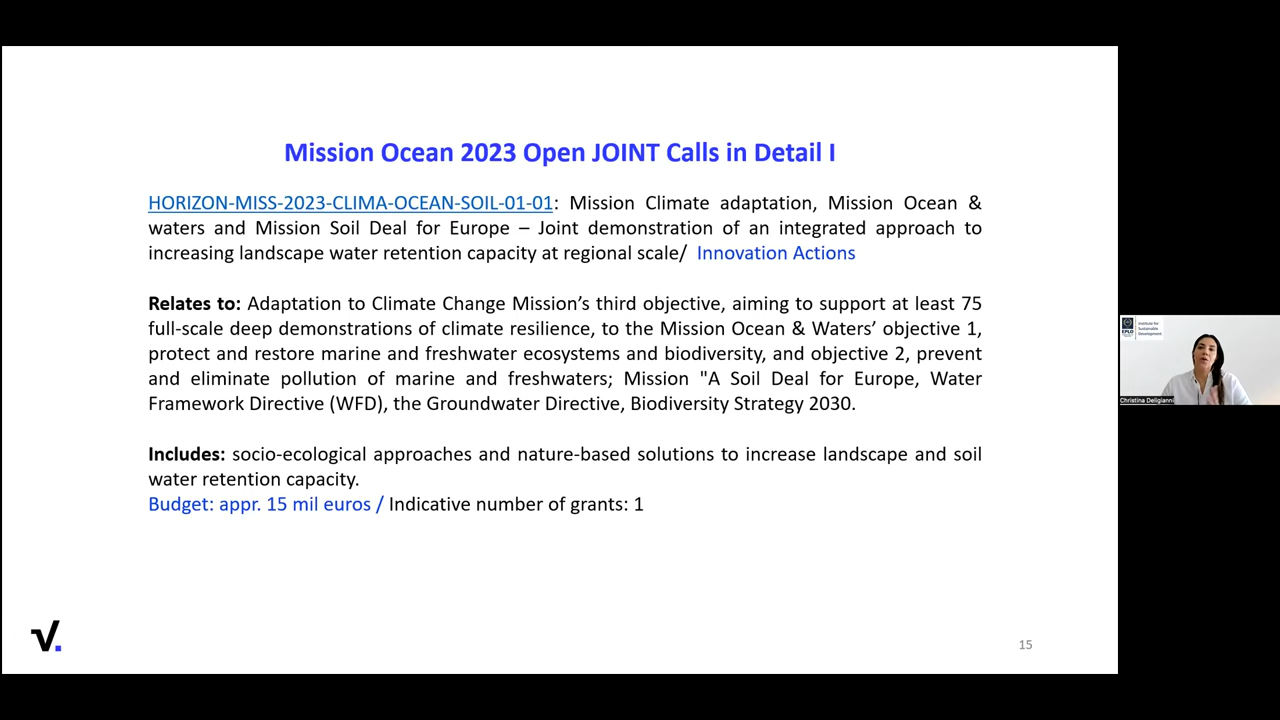 Mission Ocean 2023 Open JOINT Calls in Detail I
HORIZON-MISS-2023-CLIMA-OCEAN-SOIL-01-01: Mission Climate adaptation, Mission Ocean &
waters and Mission Soil Deal for Europe – Joint demonstration of an integrated approach to
increasing landscape water retention capacity at regional scale/ Innovation Actions
Relates to: Adaptation to Climate Change Mission's third objective, aiming to support at least 75
full-scale deep demonstrations of climate resilience, to the Mission Ocean & Waters' objective 1,
protect and restore marine and freshwater ecosystems and biodiversity, and objective 2, prevent
and eliminate pollution of marine and freshwaters; Mission "A Soil Deal for Europe, Water
Framework Directive (WFD), the Groundwater Directive, Biodiversity Strategy 2030.
Includes: socio-ecological approaches and nature-based solutions to increase landscape and soil
water retention capacity.
Budget: appr. 15 mil euros / Indicative number of grants: 1
15
EPLO
Institute for
Sustainable
Development
Christina Deligianni